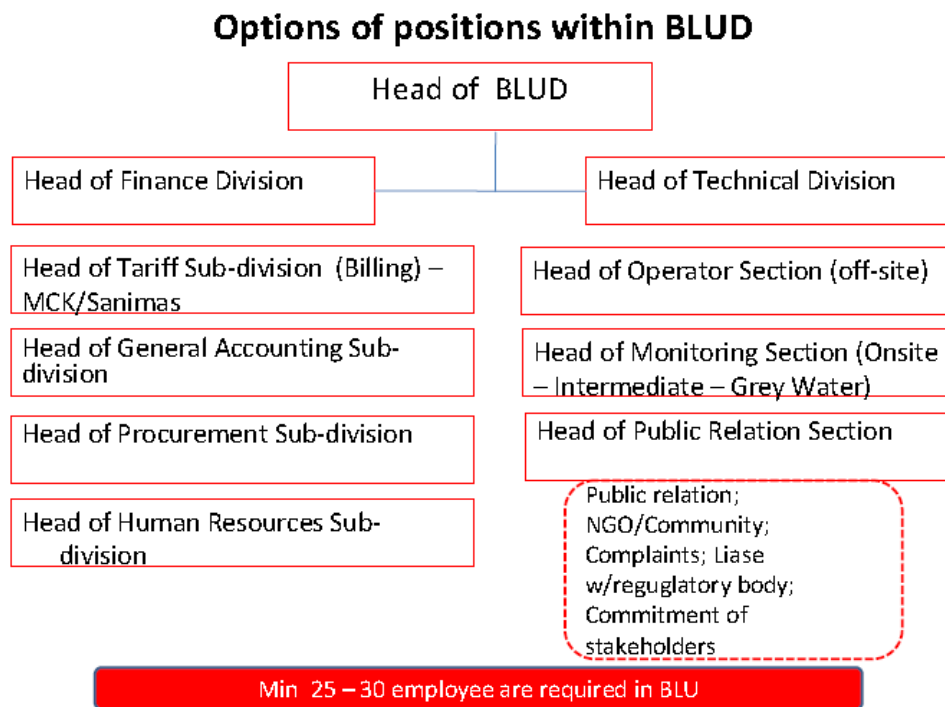 Options of positions within BLUD
Head of BLUD
Head of Finance Division
Head of Technical Division
Head of Tariff Sub-division (Billing) –
MCK/Sanimas
Head of General Accounting Sub-
division
Head of Procurement Sub-division
Head of Human Resources Sub-
division
Head of Operator Section (off-site)
Head of Monitoring Section (Onsite
– Intermediate – Grey Water)
Head of Public Relation Section
Public relation;
NGO/Community;
Complaints; Liase
w/reguglatory body;
Commitment of
stakeholders
Min 25 – 30 employee are required in BLU